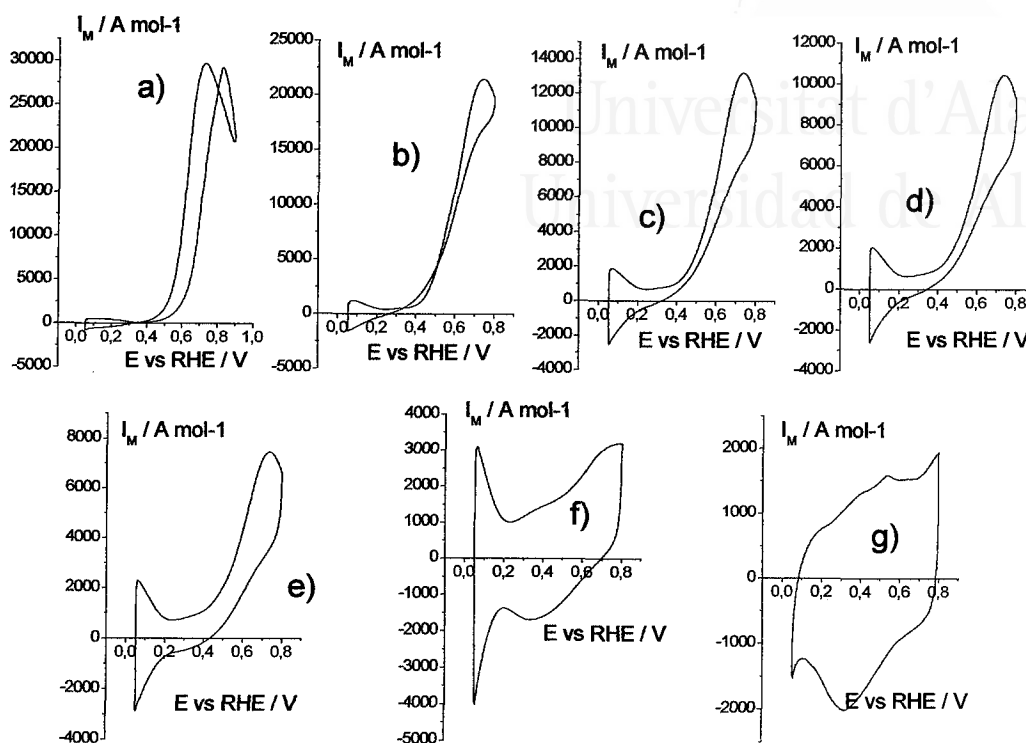 I_M / A mol-1
30000
25000
20000
15000
10000
5000
0
-5000
a)
0,0 0,2 0,4 0,6 0,8 1,0
E vs RHE / V
I_M / A mol-1
25000
20000
15000
10000
5000
0
-5000
b)
0,0 0,2 0,4 0,6 0,8
E vs RHE / V
I_M / A mol-1
14000
12000
10000
8000
6000
4000
2000
0
-2000
-4000
c)
0,0 0,2 0,4 0,6 0,8
E vs RHE / V
I_M / A mol-1
12000
10000
8000
6000
4000
2000
0
-2000
-4000
d)
0,0 0,2 0,4 0,6 0,8
E vs RHE / V
Universitat d'Ala
Universidad de Al
I_M / A mol-1
8000
6000
4000
2000
0
-2000
-4000
e)
0,0 0,2 0,4 0,6 0,8
E vs RHE / V
I_M / A mol-1
4000
3000
2000
1000
0
-1000
-2000
-3000
-4000
-5000
f)
0,0 0,2 0,4 0,6 0,8
E vs RHE / V
I_M / A mol-1
2000
1000
0
-1000
-2000
g)
0,0 0,2 0,4 0,6 0,8
E vs RHE / V